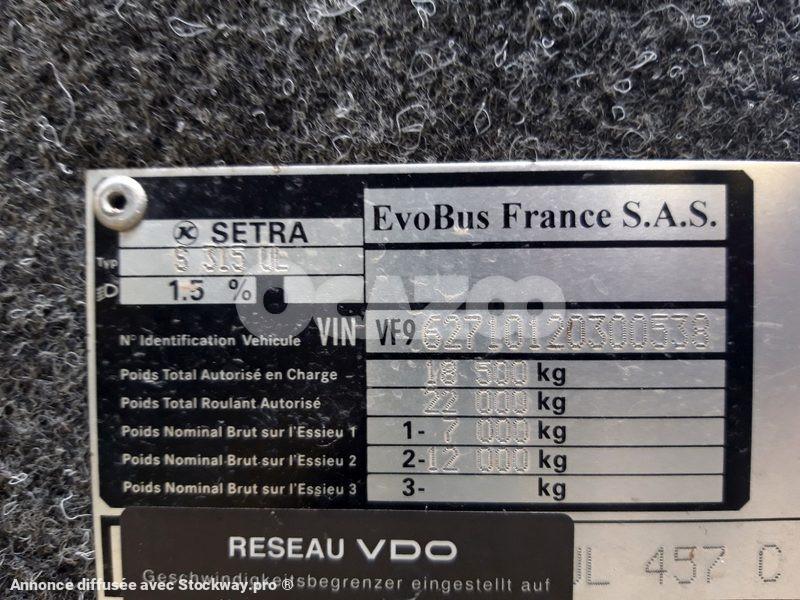 SETRA
EvoBus France S.A.S.
Typ S 315 UL
1.5 %
OCAZOO
N° Identification Vehicule VIN VF9 62710120300538
Poids Total Autorisé en Charge 18 500 kg
Poids Total Roulant Autorisé 22 000 kg
Poids Nominal Brut sur l'Essieu 1 1- 7 000 kg
Poids Nominal Brut sur l'Essieu 2 2- 12 000 kg
Poids Nominal Brut sur l'Essieu 3 3- kg
RESEAU VDO
Geschwindigkeitsbegrenzer eingestellt auf
UL 457 C
Annonce diffusée avec Stockway.pro ®